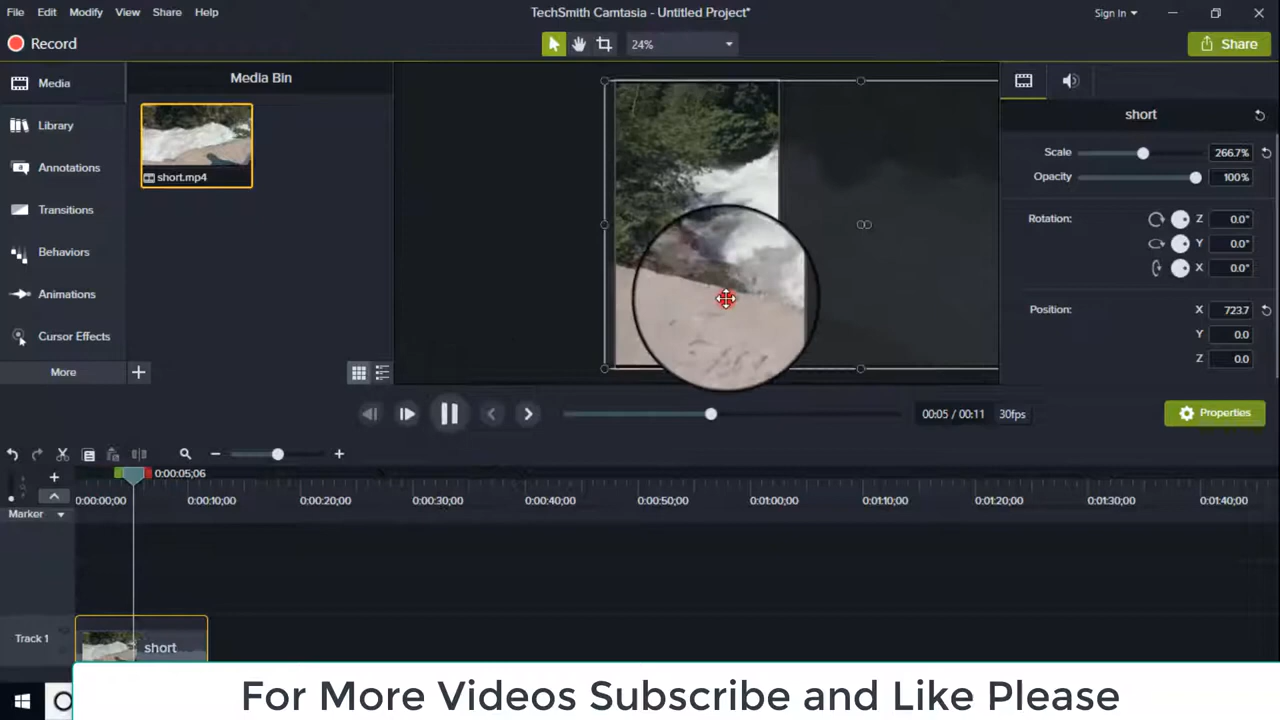 File Edit Modify View Share Help
TechSmith Camtasia - Untitled Project*
Sign In
Record
24%
Share
Media
Library
Annotations
Transitions
Behaviors
Animations
Cursor Effects
More
Media Bin
short.mp4
short
Scale 266.7%
Opacity 100%
Rotation: Z 0.0°
Y 0.0°
X 0.0°
Position: X 723.7
Y 0.0
Z 0.0
00:05 / 00:11 30fps
Properties
0:00:05;06
0:00:00;00 0:00:10;00 0:00:20;00 0:00:30;00 0:00:40;00 0:00:50;00 0:01:00;00 0:01:10;00 0:01:20;00 0:01:30;00 0:01:40;00
Marker
Track 1
short
For More Videos Subscribe and Like Please